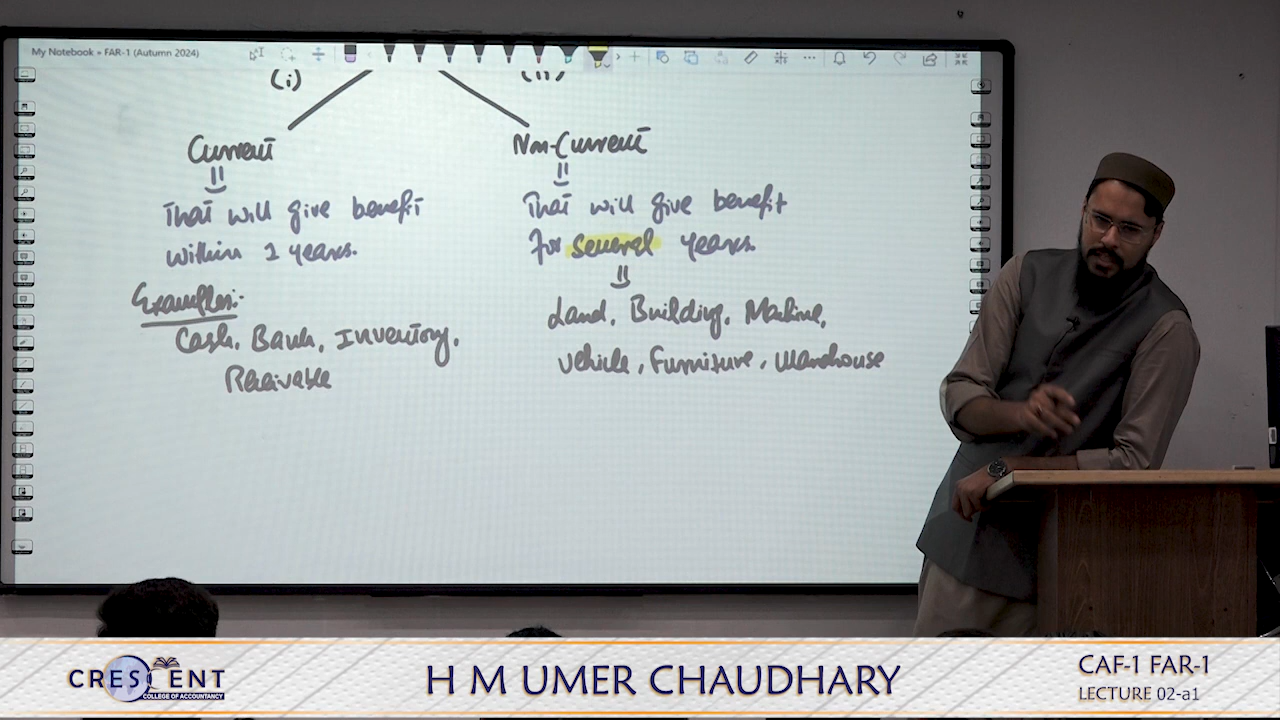 My Notebook » FAR-1 (Autumn 2024)
(i)
(ii)
Current
That will give benefit
within 1 years.
Examples:-
Cash, Bank, Inventory,
Receivable
Non-Current
That will give benefit
for several years.
Land, Building, Machine,
vehicle, Furniture, Warehouse
CRESCENT
COLLEGE OF ACCOUNTANCY
H M UMER CHAUDHARY
CAF-1 FAR-1
LECTURE 02-a1